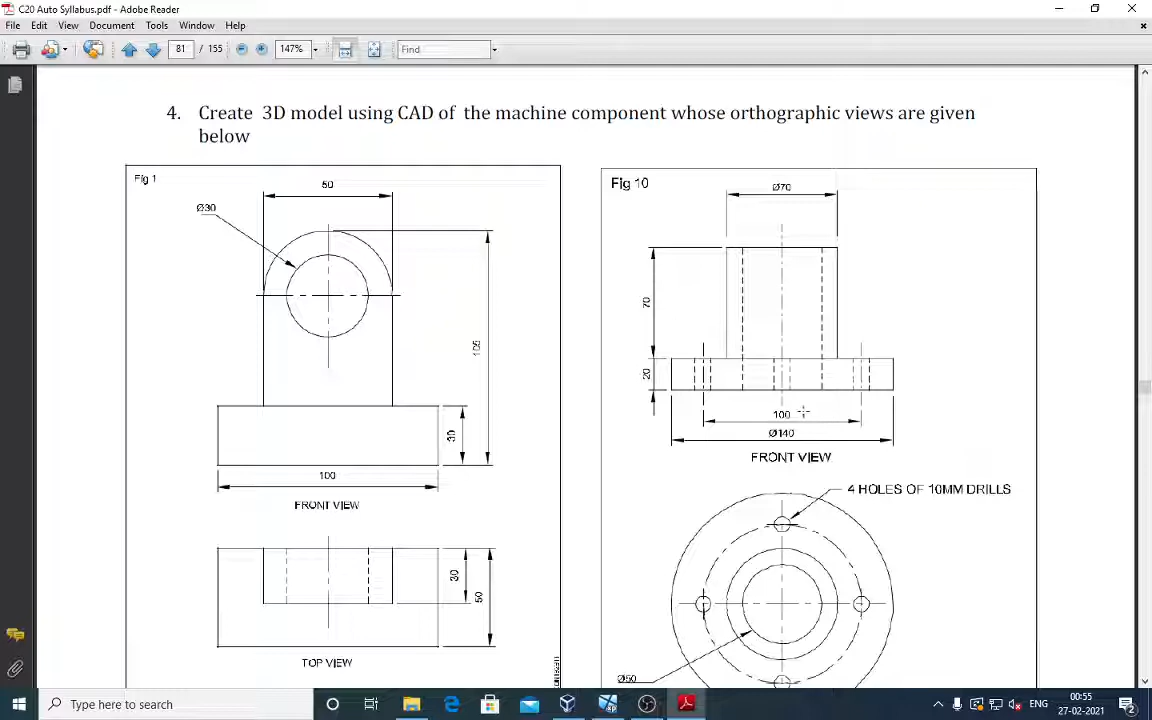 C20 Auto Syllabus.pdf - Adobe Reader
File Edit View Document Tools Window Help
81 / 155 147% Find
4. Create 3D model using CAD of the machine component whose orthographic views are given
below
Fig 1
50
Ø30
105
30
100
FRONT VIEW
30
50
TOP VIEW
Fig 10
Ø70
70
20
100
Ø140
FRONT VIEW
4 HOLES OF 10MM DRILLS
Ø50
Type here to search
ENG
00:55
27-02-2021
2